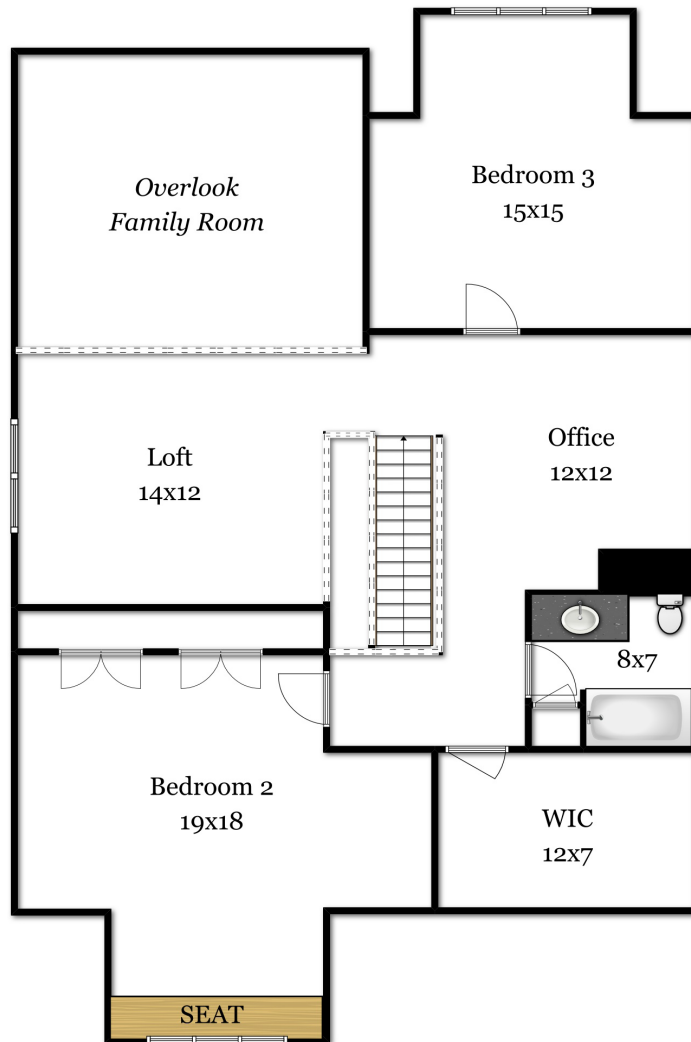 Overlook
Family Room
Bedroom 3
15x15
Loft
14x12
Office
12x12
8x7
Bedroom 2
19x18
WIC
12x7
SEAT